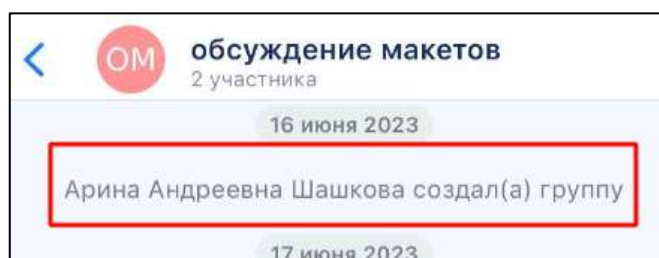 ОМ
обсуждение макетов
2 участника
16 июня 2023
Арина Андреевна Шашкова создал(а) группу
17 июня 2023